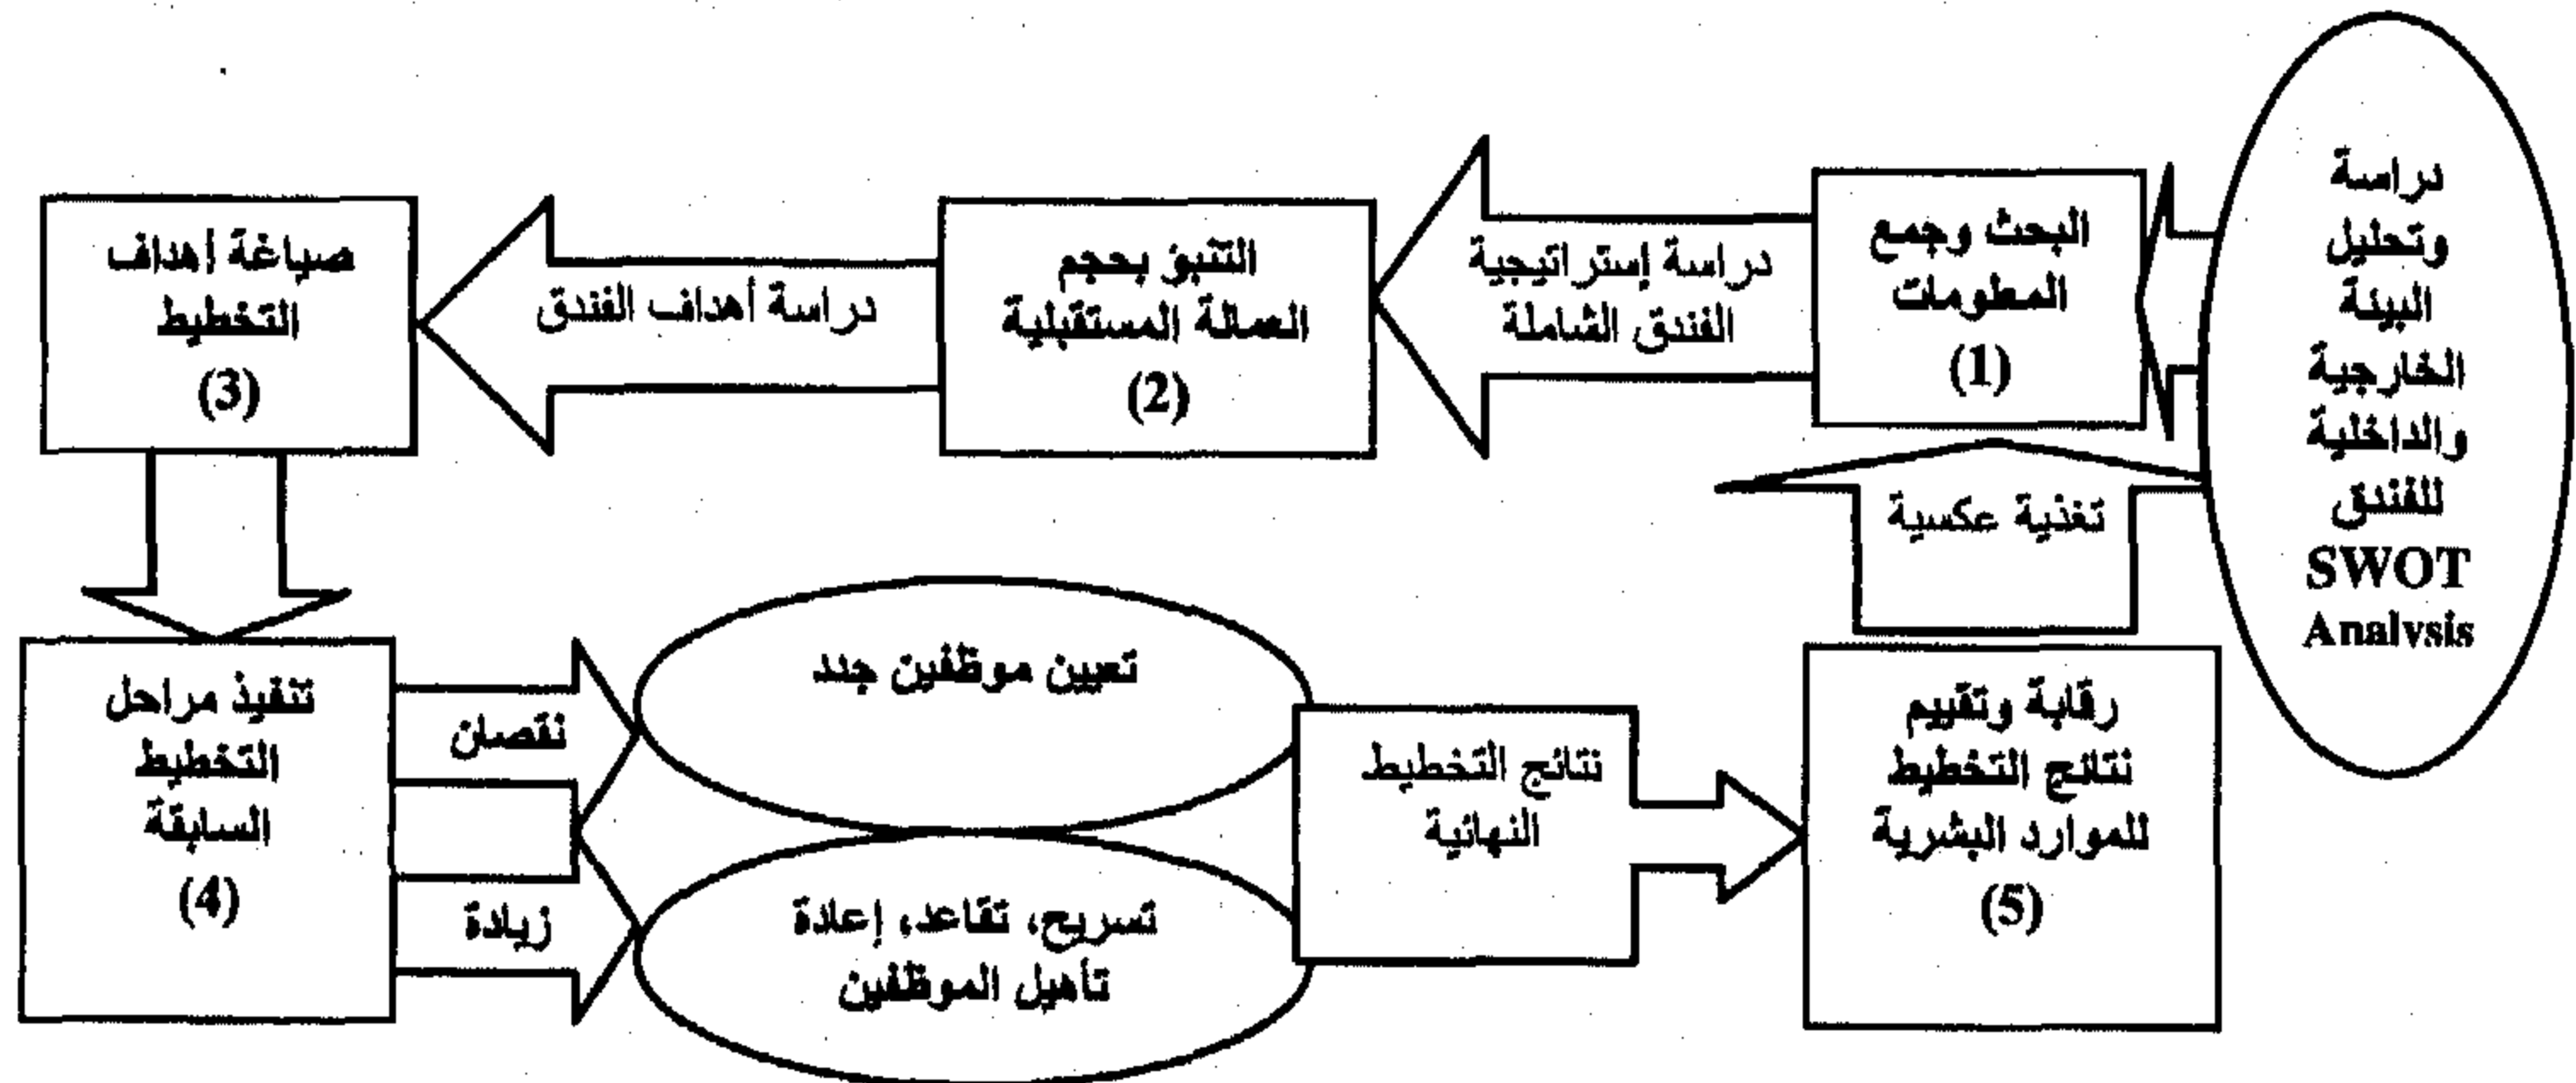 دراسة
وتحليل
البيئة
الخارجية
والداخلية
للفندق
SWOT
Analysis
البحث وجمع
المعلومات
(1)
دراسة إستراتيجية
الفندق الشاملة
التنبؤ بحجم
العمالة المستقبلية
(2)
دراسة أهداف الفندق
صياغة أهداف
التخطيط
(3)
تنفيذ مراحل
التخطيط
السابقة
(4)
نقصان
زيادة
تعيين موظفين جدد
تسريح، تقاعد، إعادة
تأهيل الموظفين
نتائج التخطيط
النهائية
رقابة وتقييم
نتائج التخطيط
للموارد البشرية
(5)
تغذية عكسية